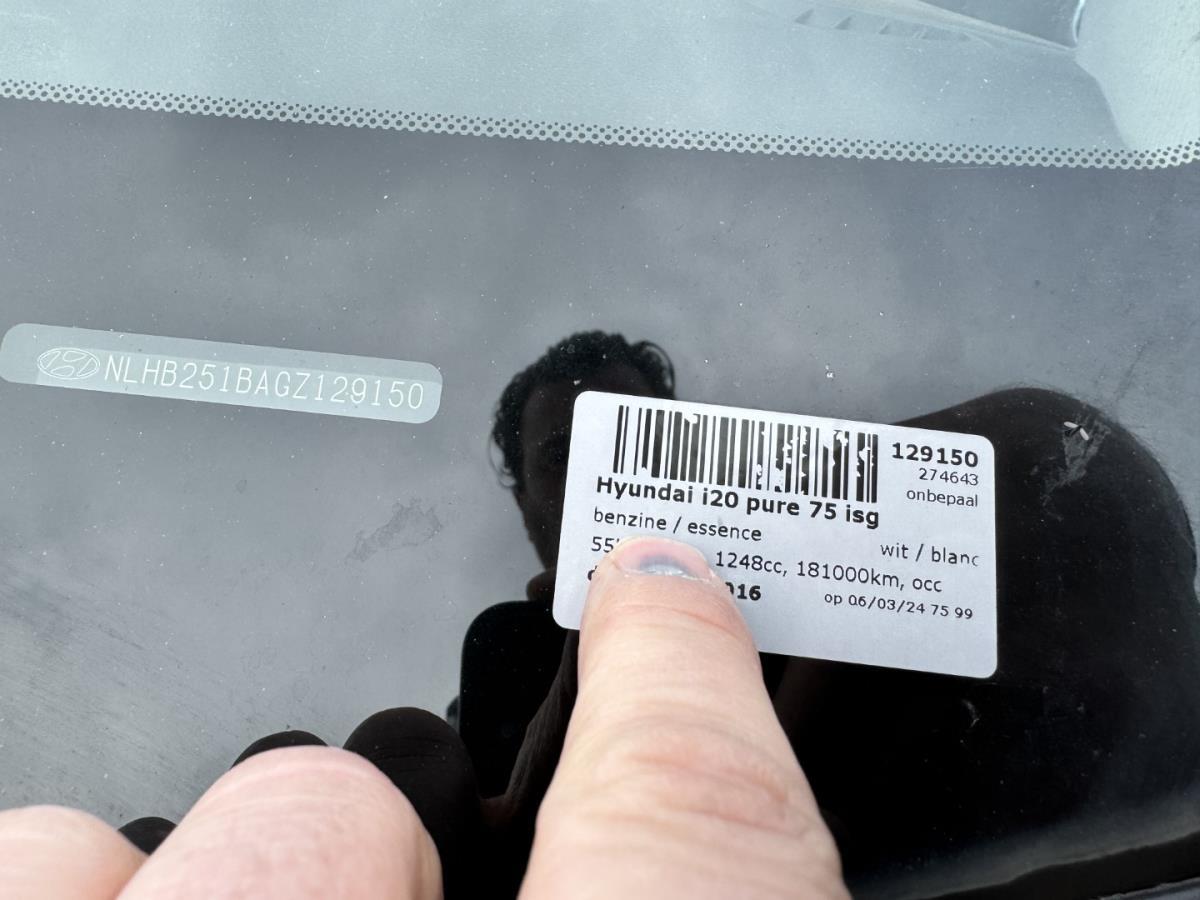 NLHB251BAGZ129150
129150
274643
onbepaal
Hyundai i20 pure 75 isg
benzine / essence
wit / blanc
1248cc, 181000km, occ
op 06/03/24 75 99